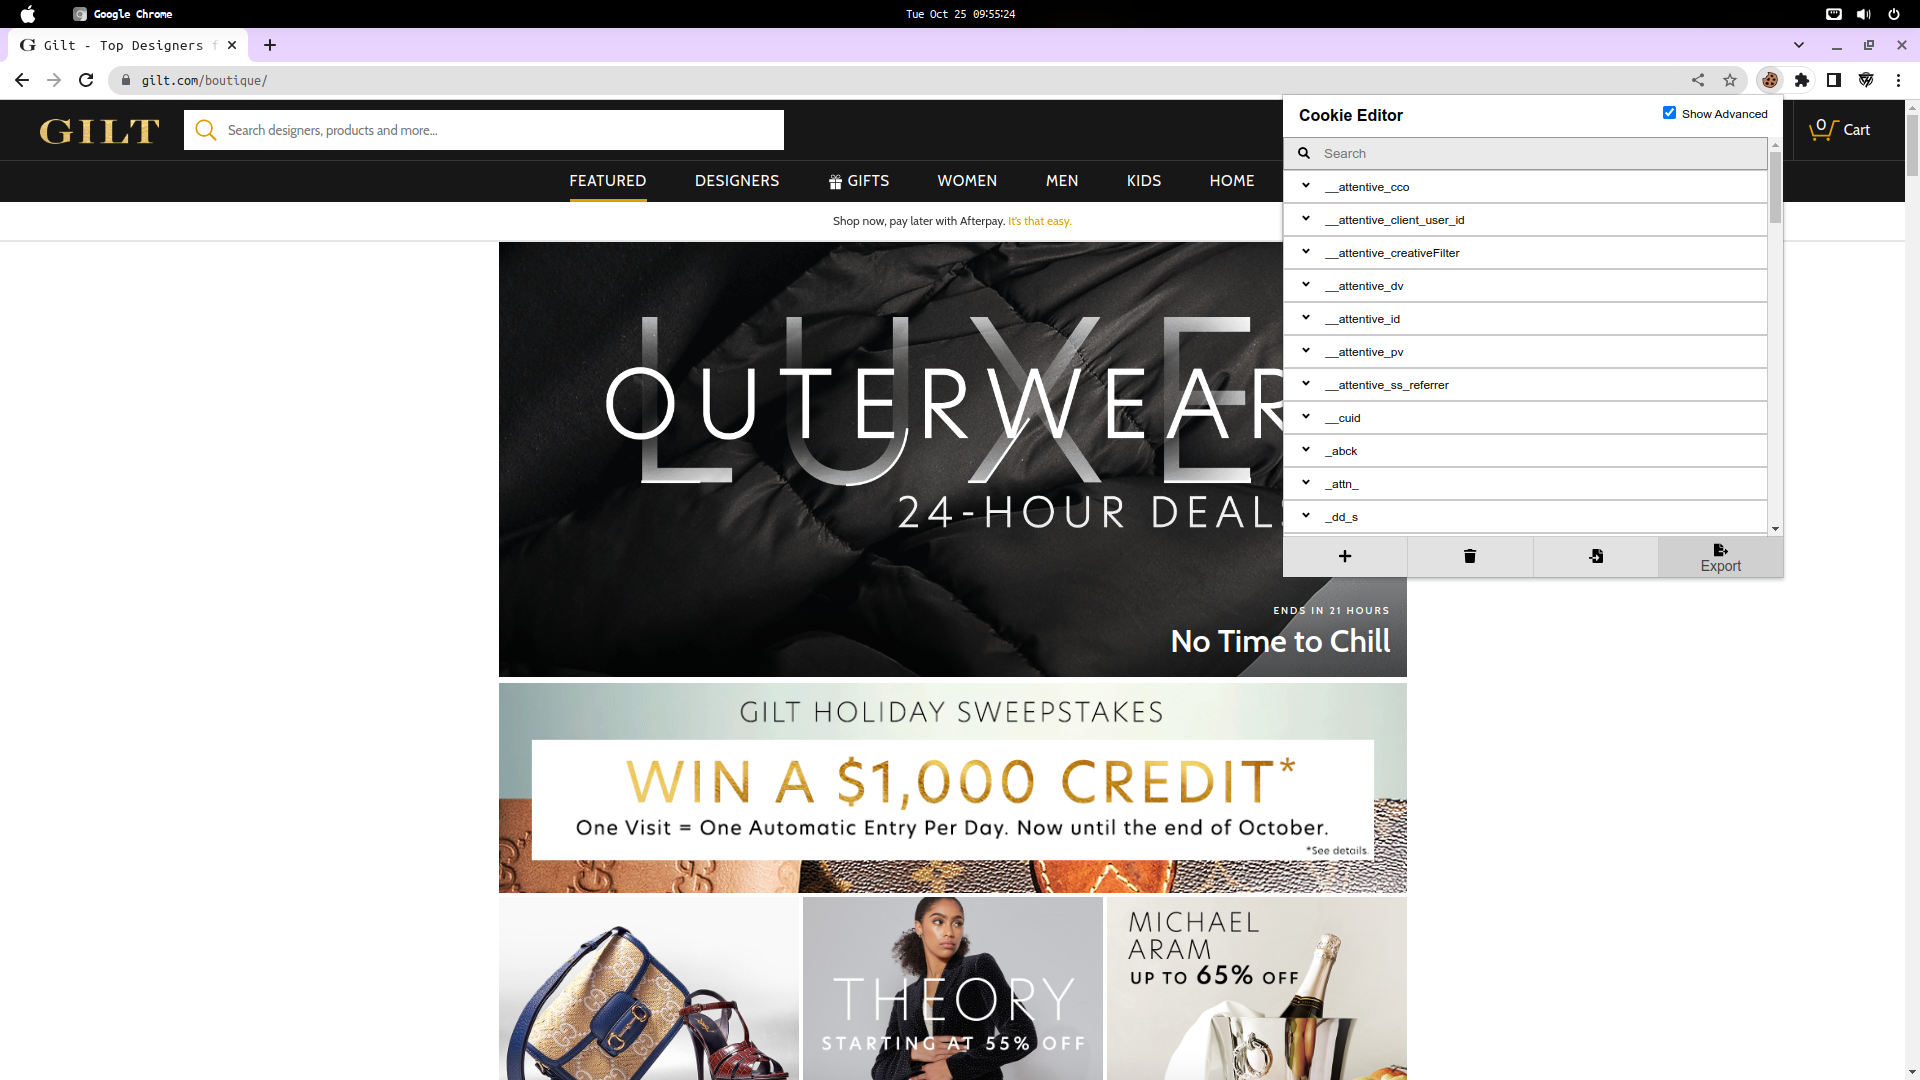 Google Chrome
Tue Oct 25 09:55:24
Gilt - Top Designers f
gilt.com/boutique/
GILT
Search designers, products and more...
0 Cart
FEATURED
DESIGNERS
GIFTS
WOMEN
MEN
KIDS
HOME
Shop now, pay later with Afterpay. It's that easy.
Cookie Editor
Show Advanced
Search
__attentive_cco
__attentive_client_user_id
__attentive_creativeFilter
__attentive_dv
__attentive_id
__attentive_pv
__attentive_ss_referrer
__cuid
_abck
_attn_
_dd_s
Export
LUXE
OUTERWEAR
24-HOUR DEALS
ENDS IN 21 HOURS
No Time to Chill
GILT HOLIDAY SWEEPSTAKES
WIN A $1,000 CREDIT*
One Visit = One Automatic Entry Per Day. Now until the end of October.
*See details.
THEORY
STARTING AT 55% OFF
MICHAEL
ARAM
UP TO 65% OFF